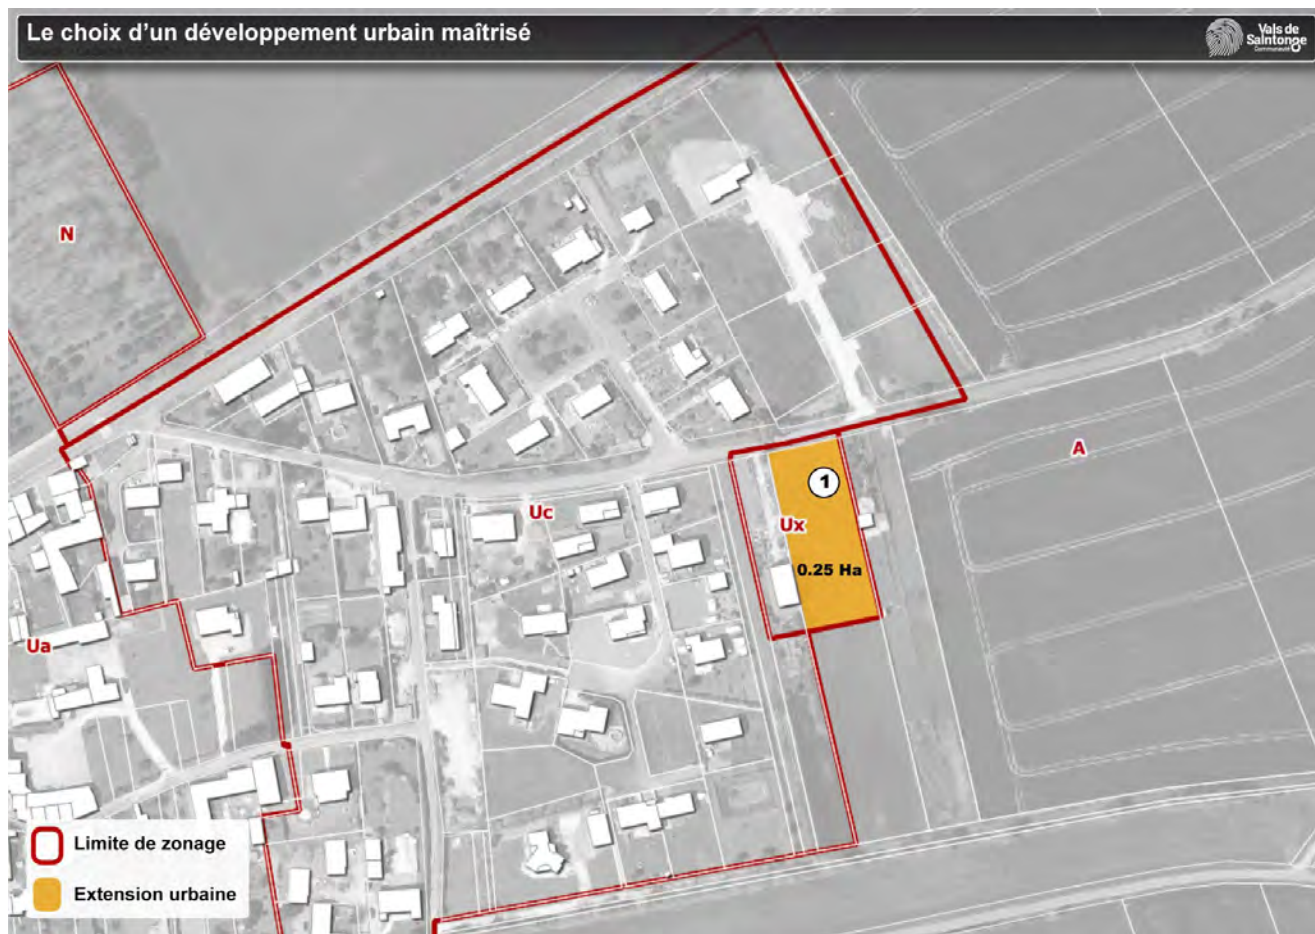 Le choix d'un développement urbain maîtrisé
Vals de
Saintonge
Communauté
N
A
1
Uc
Ux
0.25 Ha
Ua
Limite de zonage
Extension urbaine